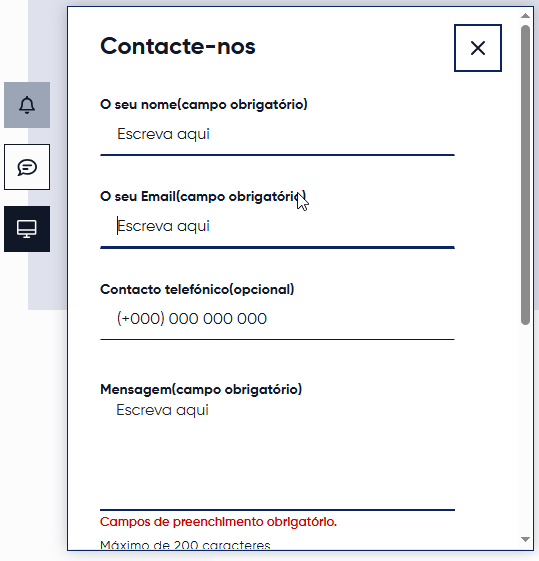 Contacte-nos
O seu nome(campo obrigatório)
Escreva aqui
O seu Email(campo obrigatório)
Escreva aqui
Contacto telefónico(opcional)
(+000) 000 000 000
Mensagem(campo obrigatório)
Escreva aqui
Campos de preenchimento obrigatório.
Máximo de 200 caracteres